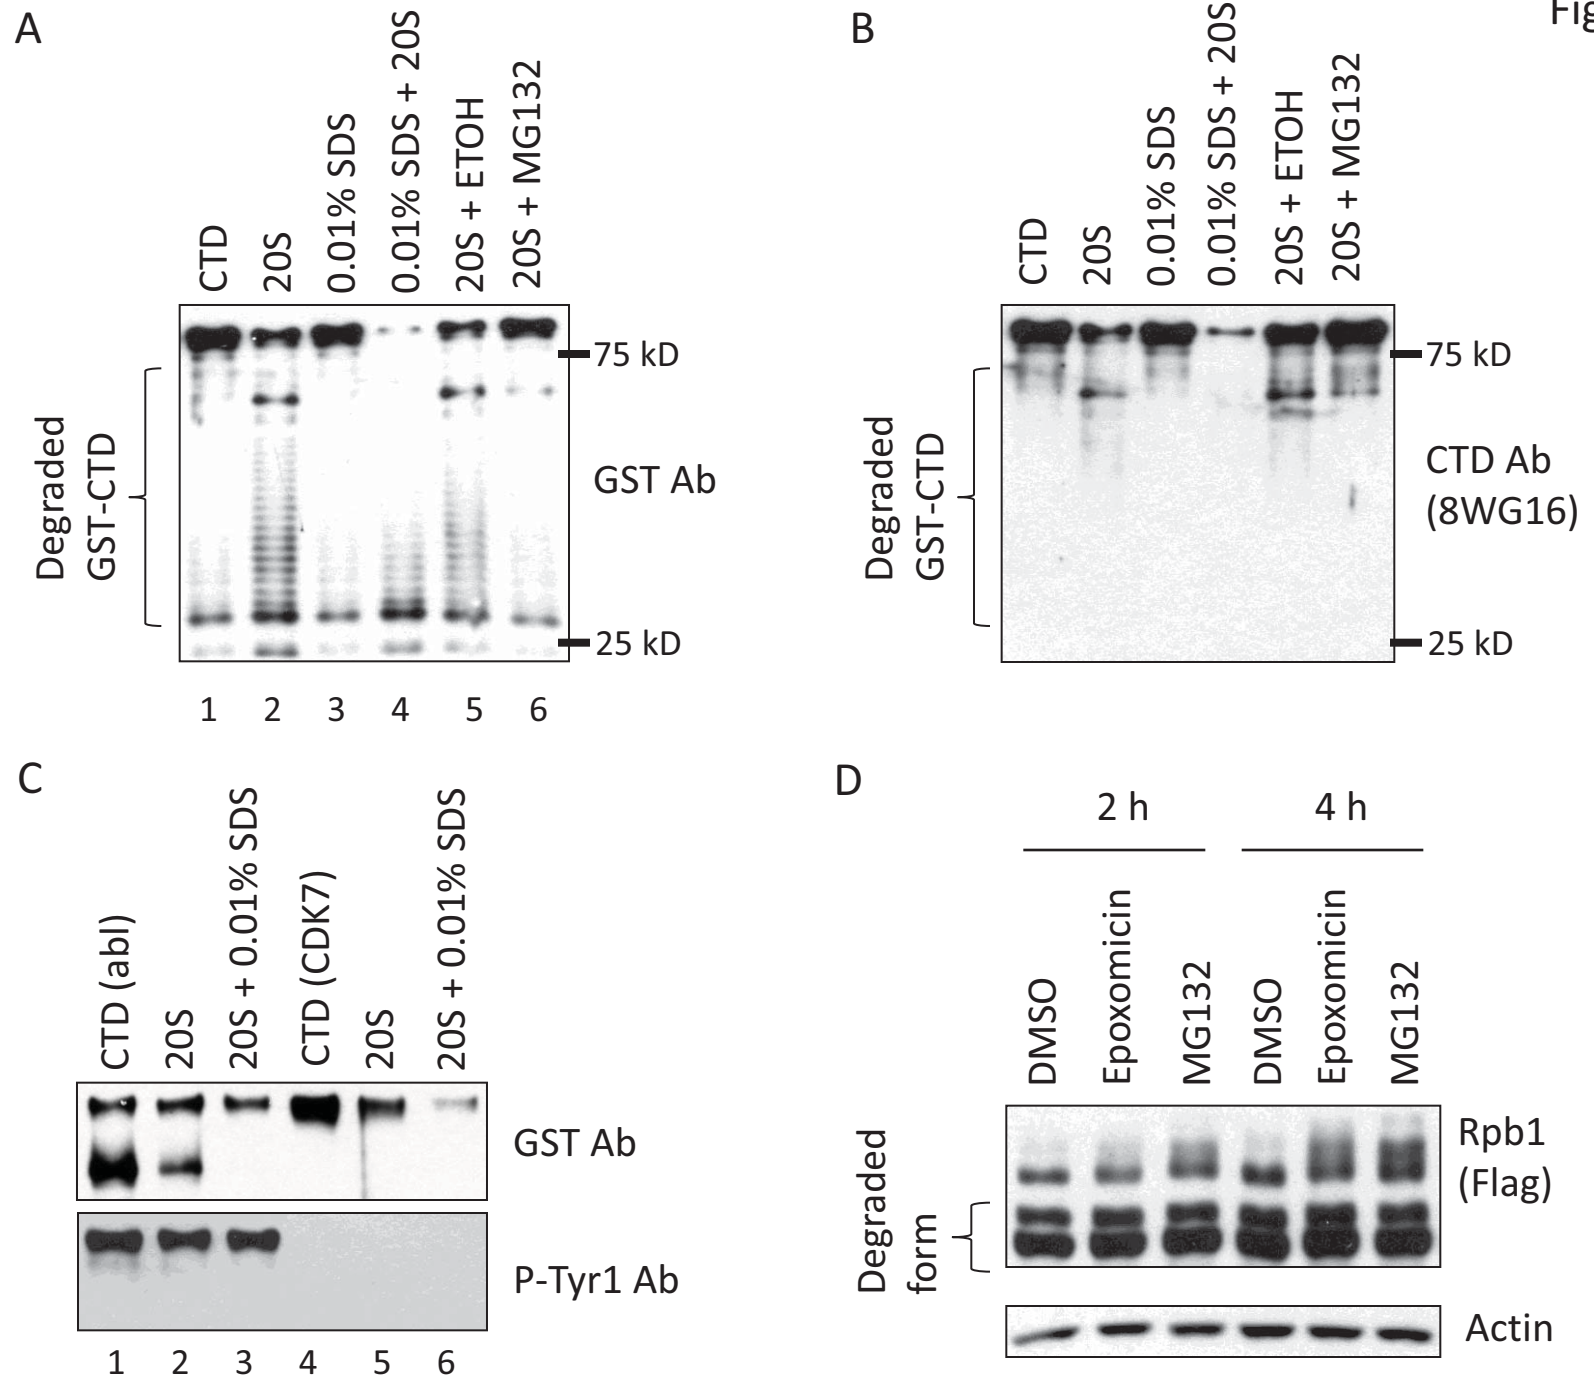 Fig
A
CTD
20S
0.01% SDS
0.01% SDS + 20S
20S + ETOH
20S + MG132
Degraded
GST-CTD
75 kD
GST Ab
25 kD
1 2 3 4 5 6
B
CTD
20S
0.01% SDS
0.01% SDS + 20S
20S + ETOH
20S + MG132
Degraded
GST-CTD
75 kD
CTD Ab
(8WG16)
25 kD
C
CTD (abl)
20S
20S + 0.01% SDS
CTD (CDK7)
20S
20S + 0.01% SDS
GST Ab
P-Tyr1 Ab
1 2 3 4 5 6
D
2 h 4 h
DMSO
Epoxomicin
MG132
DMSO
Epoxomicin
MG132
Degraded
form
Rpb1
(Flag)
Actin